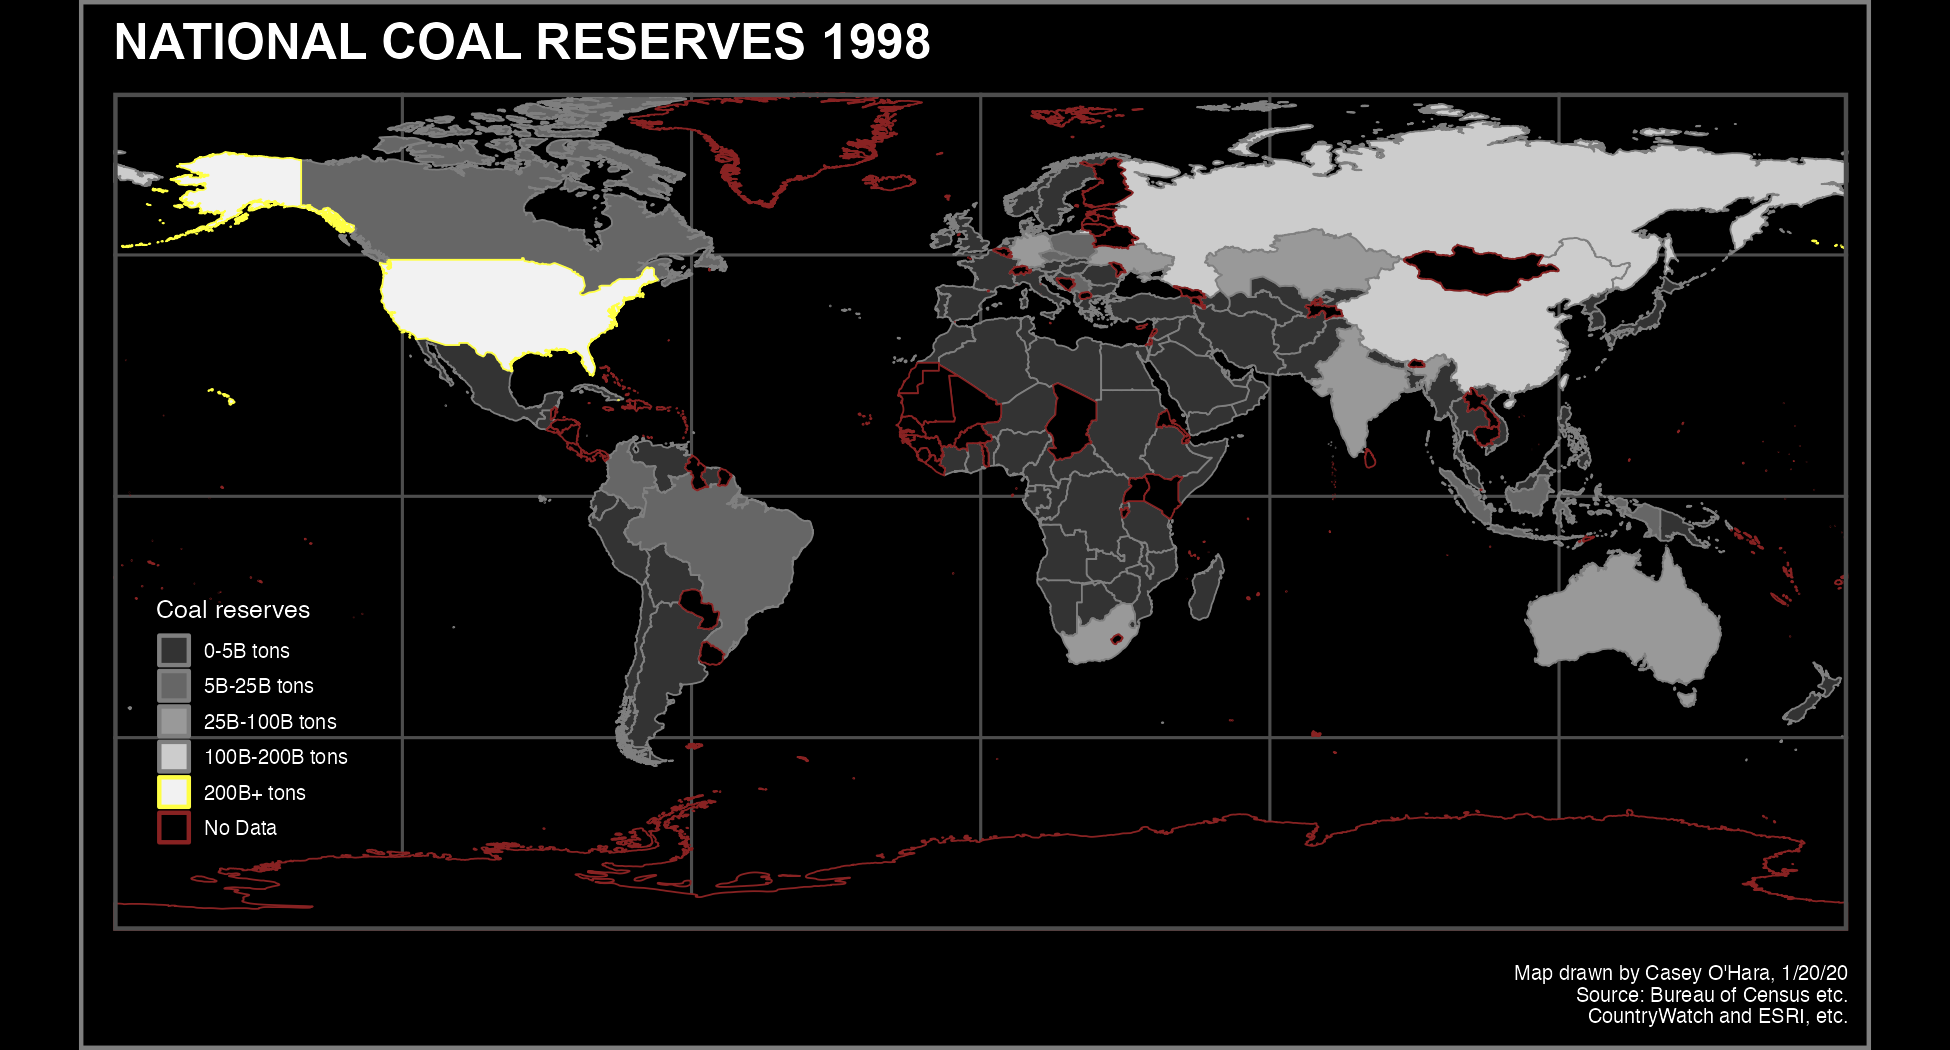 NATIONAL COAL RESERVES 1998
Coal reserves
0-5B tons
5B-25B tons
25B-100B tons
100B-200B tons
200B+ tons
No Data
Map drawn by Casey O'Hara, 1/20/20
Source: Bureau of Census etc.
CountryWatch and ESRI, etc.